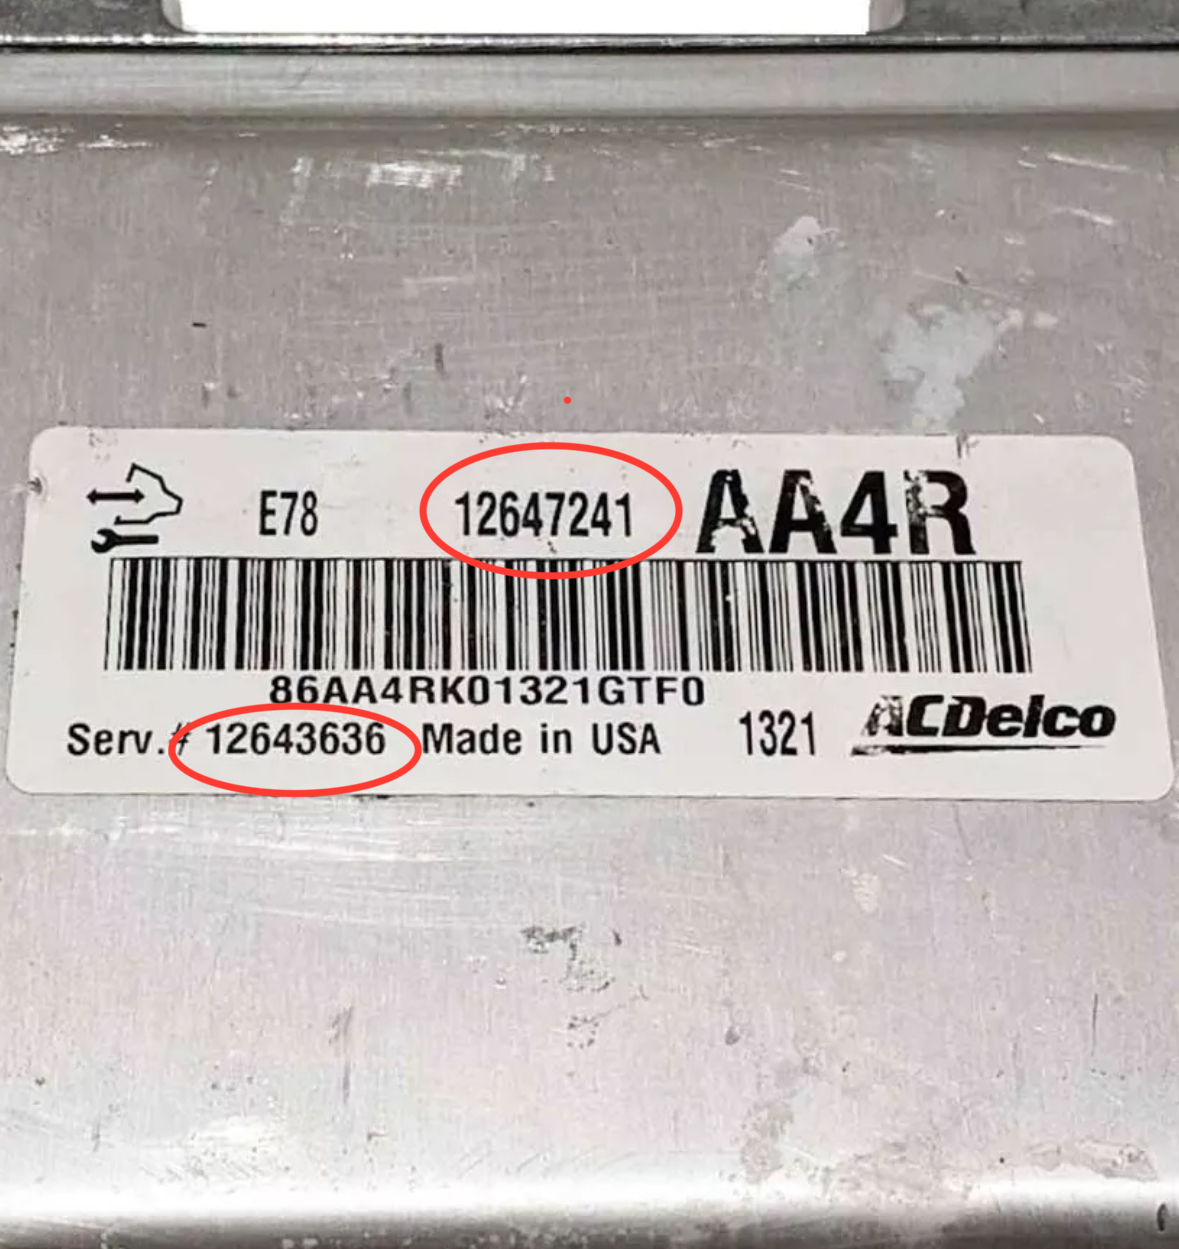 E78 12647241 AA4R
86AA4RK01321GTF0
Serv.# 12643636 Made in USA 1321 ACDelco